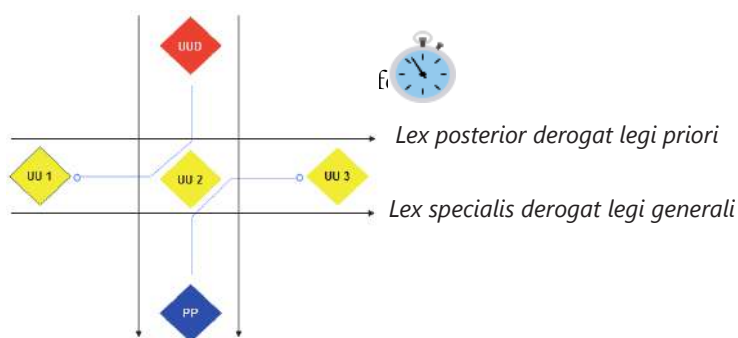 UUD
Lex posterior derogat legi priori
UU 1
UU 2
UU 3
Lex specialis derogat legi generali
PP